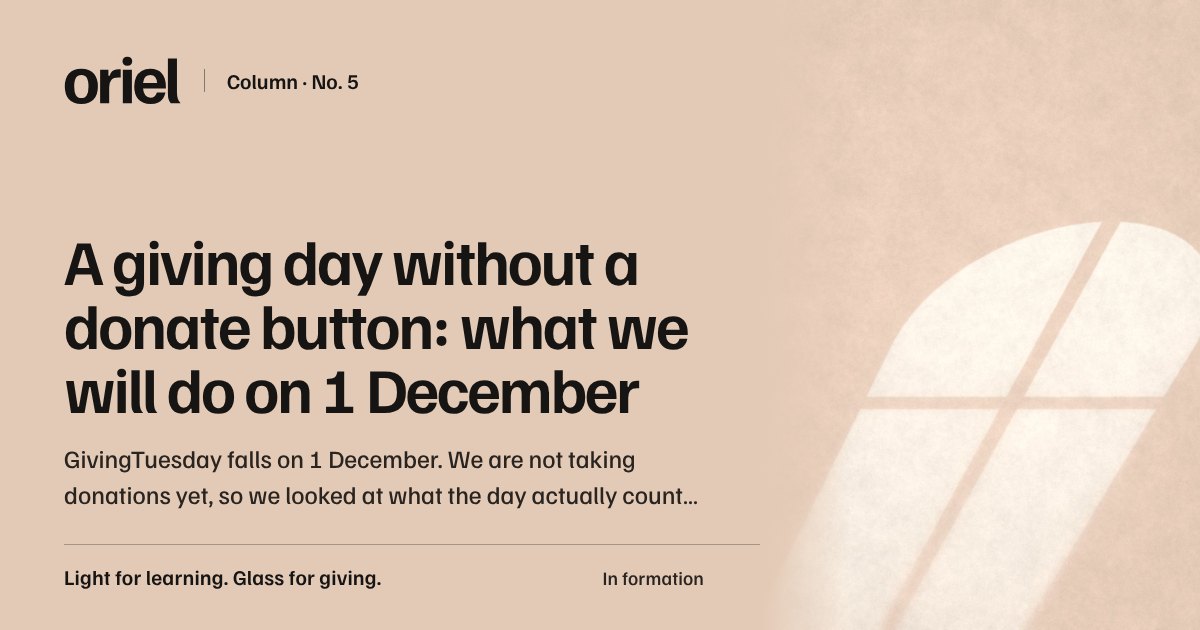 oriel
Column · No. 5
A giving day without a
donate button: what we
will do on 1 December
GivingTuesday falls on 1 December. We are not taking
donations yet, so we looked at what the day actually count...
Light for learning. Glass for giving.
In formation